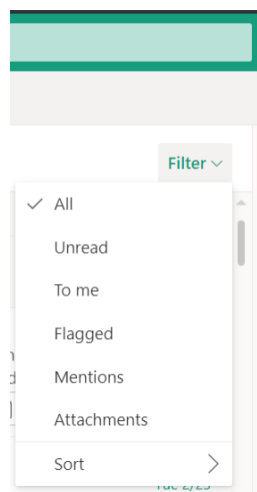 Filter
All
Unread
To me
Flagged
Mentions
Attachments
Sort